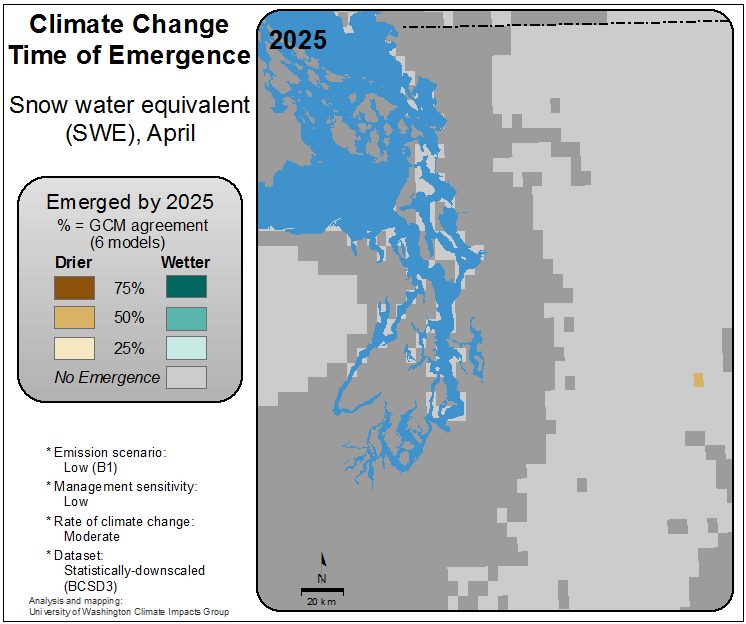 Climate Change
Time of Emergence
Snow water equivalent
(SWE), April
Emerged by 2025
% = GCM agreement
(6 models)
Drier Wetter
75%
50%
25%
No Emergence
* Emission scenario:
Low (B1)
* Management sensitivity:
Low
* Rate of climate change:
Moderate
* Dataset:
Statistically-downscaled
(BCSD3)
Analysis and mapping:
University of Washington Climate Impacts Group
2025
N
20 km